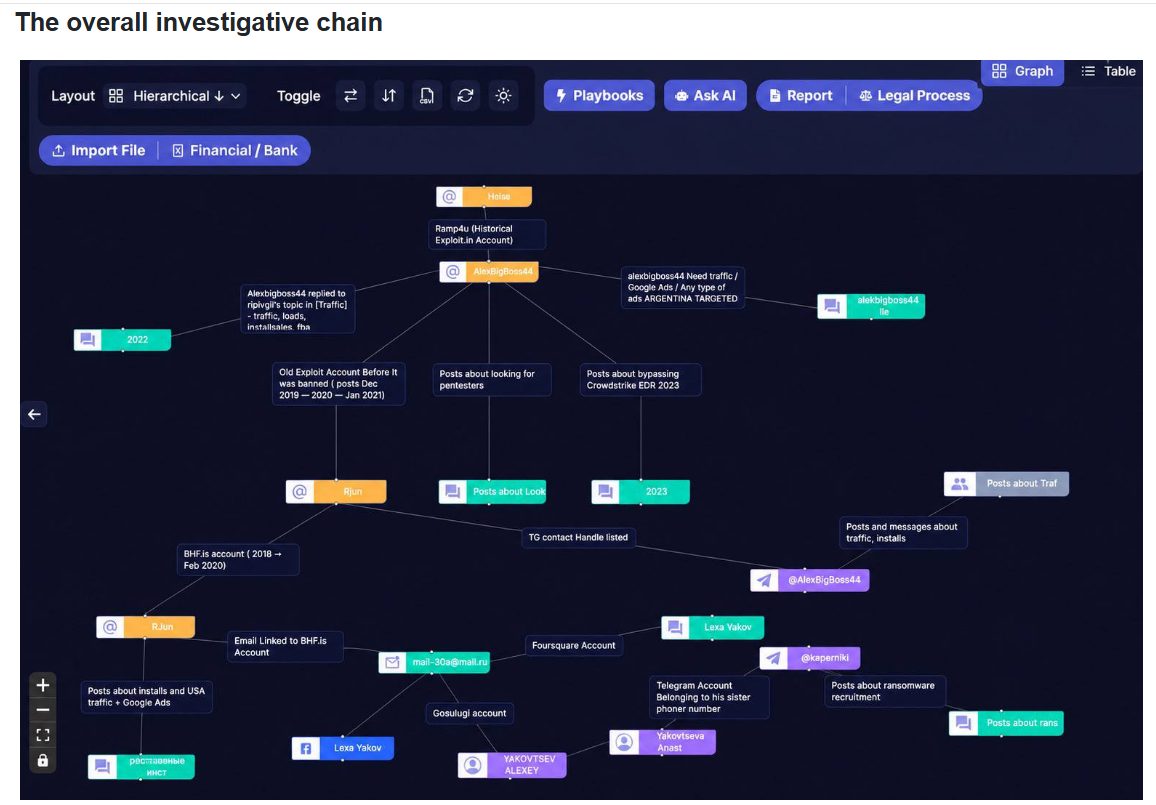 The overall investigative chain
Graph
Table
Layout
Hierarchical ↓
Toggle
CSV
Playbooks
Ask AI
Report
Legal Process
Import File
Financial / Bank
Heise
Ramp4u (Historical
Exploit.in Account)
AlexBigBoss44
alexbigboss44 Need traffic /
Google Ads / Any type of
ads ARGENTINA TARGETED
alekbigboss44
lle
Alexbigboss44 replied to
ripivgil's topic in [Traffic]
- traffic, loads,
installsales, fba
2022
Old Exploit Account Before It
was banned ( posts Dec
2019 — 2020 — Jan 2021)
Posts about looking for
pentesters
Posts about bypassing
Crowdstrike EDR 2023
Rjun
Posts about Look
2023
Posts about Traf
Posts and messages about
traffic, installs
TG contact Handle listed
BHF.is account ( 2018 →
Feb 2020)
@AlexBigBoss44
RJun
Email Linked to BHF.is
Account
Foursquare Account
Lexa Yakov
mail-30a@mail.ru
@kaperniki
Posts about installs and USA
traffic + Google Ads
Gosulugi account
Telegram Account
Belonging to his sister
phoner number
Posts about ransomware
recruitment
Posts about rans
Lexa Yakov
YAKOVTSEV
ALEXEY
Yakovtseva
Anast
инст